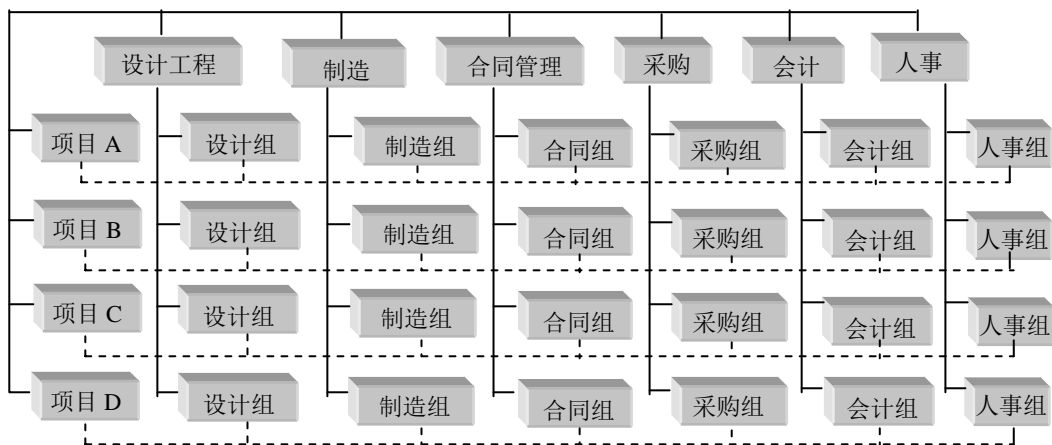 设计工程 制造 合同管理 采购 会计 人事
项目 A 设计组 制造组 合同组 采购组 会计组 人事组
项目 B 设计组 制造组 合同组 采购组 会计组 人事组
项目 C 设计组 制造组 合同组 采购组 会计组 人事组
项目 D 设计组 制造组 合同组 采购组 会计组 人事组